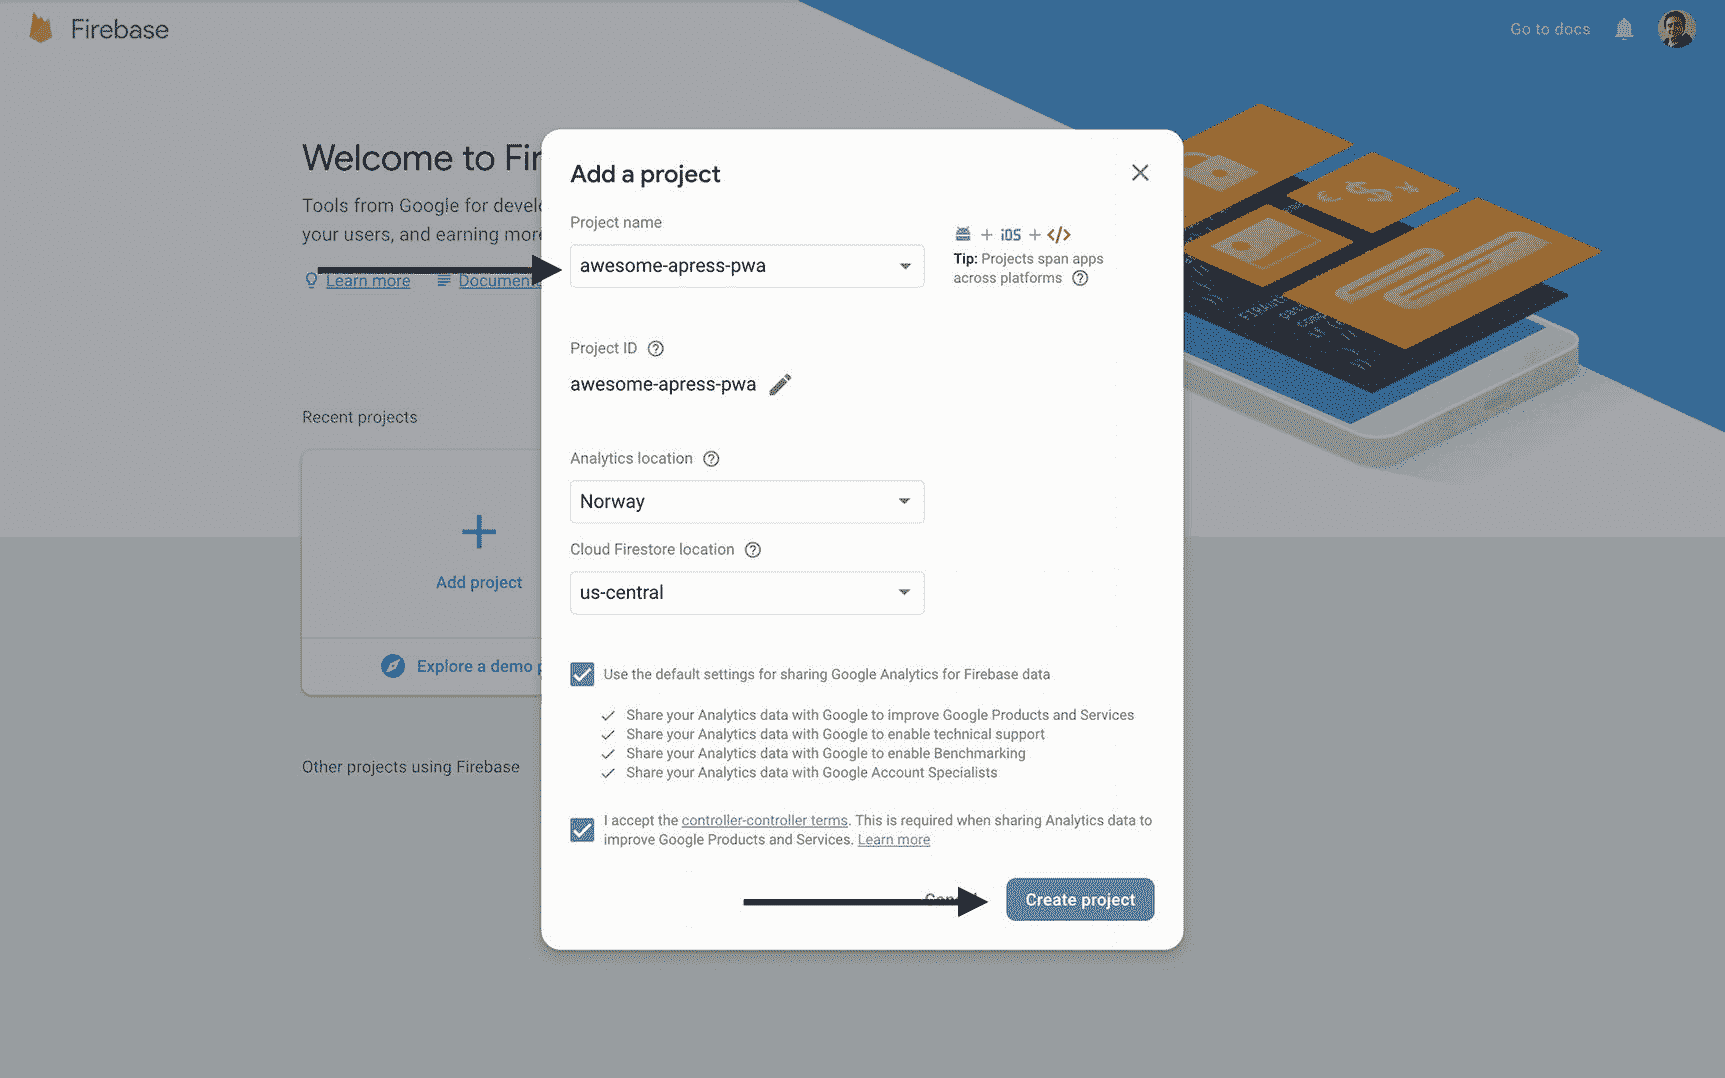 Firebase
Go to docs
Welcome to Fir
Tools from Google for develo
your users, and earning more
Learn more
Document
Recent projects
Add project
Explore a demo p
Other projects using Firebase
Add a project
Project name
awesome-apress-pwa
+ iOS + </>
Tip: Projects span apps
across platforms
Project ID
awesome-apress-pwa
Analytics location
Norway
Cloud Firestore location
us-central
Use the default settings for sharing Google Analytics for Firebase data
Share your Analytics data with Google to improve Google Products and Services
Share your Analytics data with Google to enable technical support
Share your Analytics data with Google to enable Benchmarking
Share your Analytics data with Google Account Specialists
I accept the controller-controller terms. This is required when sharing Analytics data to
improve Google Products and Services. Learn more
Create project